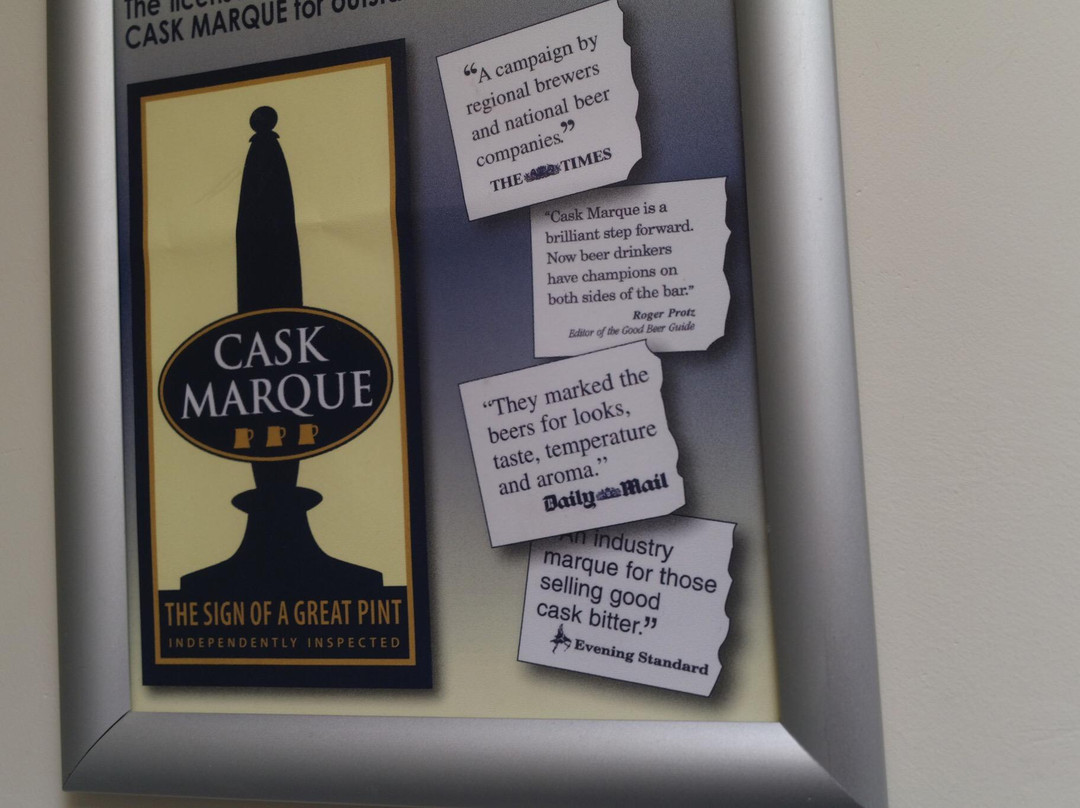 The
CASK MARQUE for
CASK
MARQUE
THE SIGN OF A GREAT PINT
INDEPENDENTLY INSPECTED
“A campaign by
regional brewers
and national beer
companies.”
THE TIMES
“Cask Marque is a
brilliant step forward.
Now beer drinkers
have champions on
both sides of the bar.”
Roger Protz
Editor of the Good Beer Guide
“They marked the
beers for looks,
taste, temperature
and aroma.”
Daily Mail
An industry
marque for those
selling good
cask bitter.”
Evening Standard